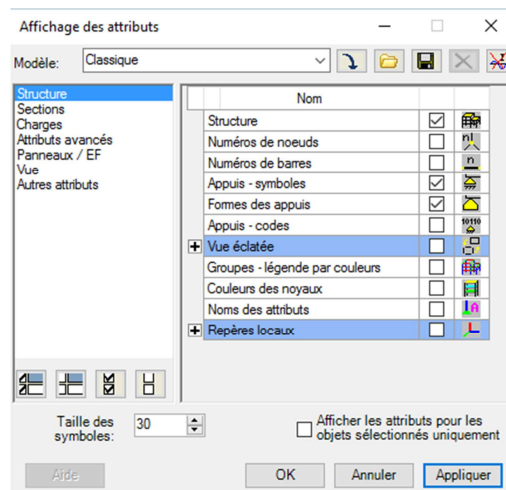 Affichage des attributs
Modèle: Classique
Structure
Sections
Charges
Attributs avancés
Panneaux / EF
Vue
Autres attributs
Nom
Structure
Numéros de noeuds
Numéros de barres
n
Appuis - symboles
Formes des appuis
Appuis - codes
10110
Vue éclatée
Groupes - légende par couleurs
Couleurs des noyaux
Noms des attributs
A
Repères locaux
Taille des symboles: 30
Afficher les attributs pour les
objets sélectionnés uniquement
Aide OK Annuler Appliquer